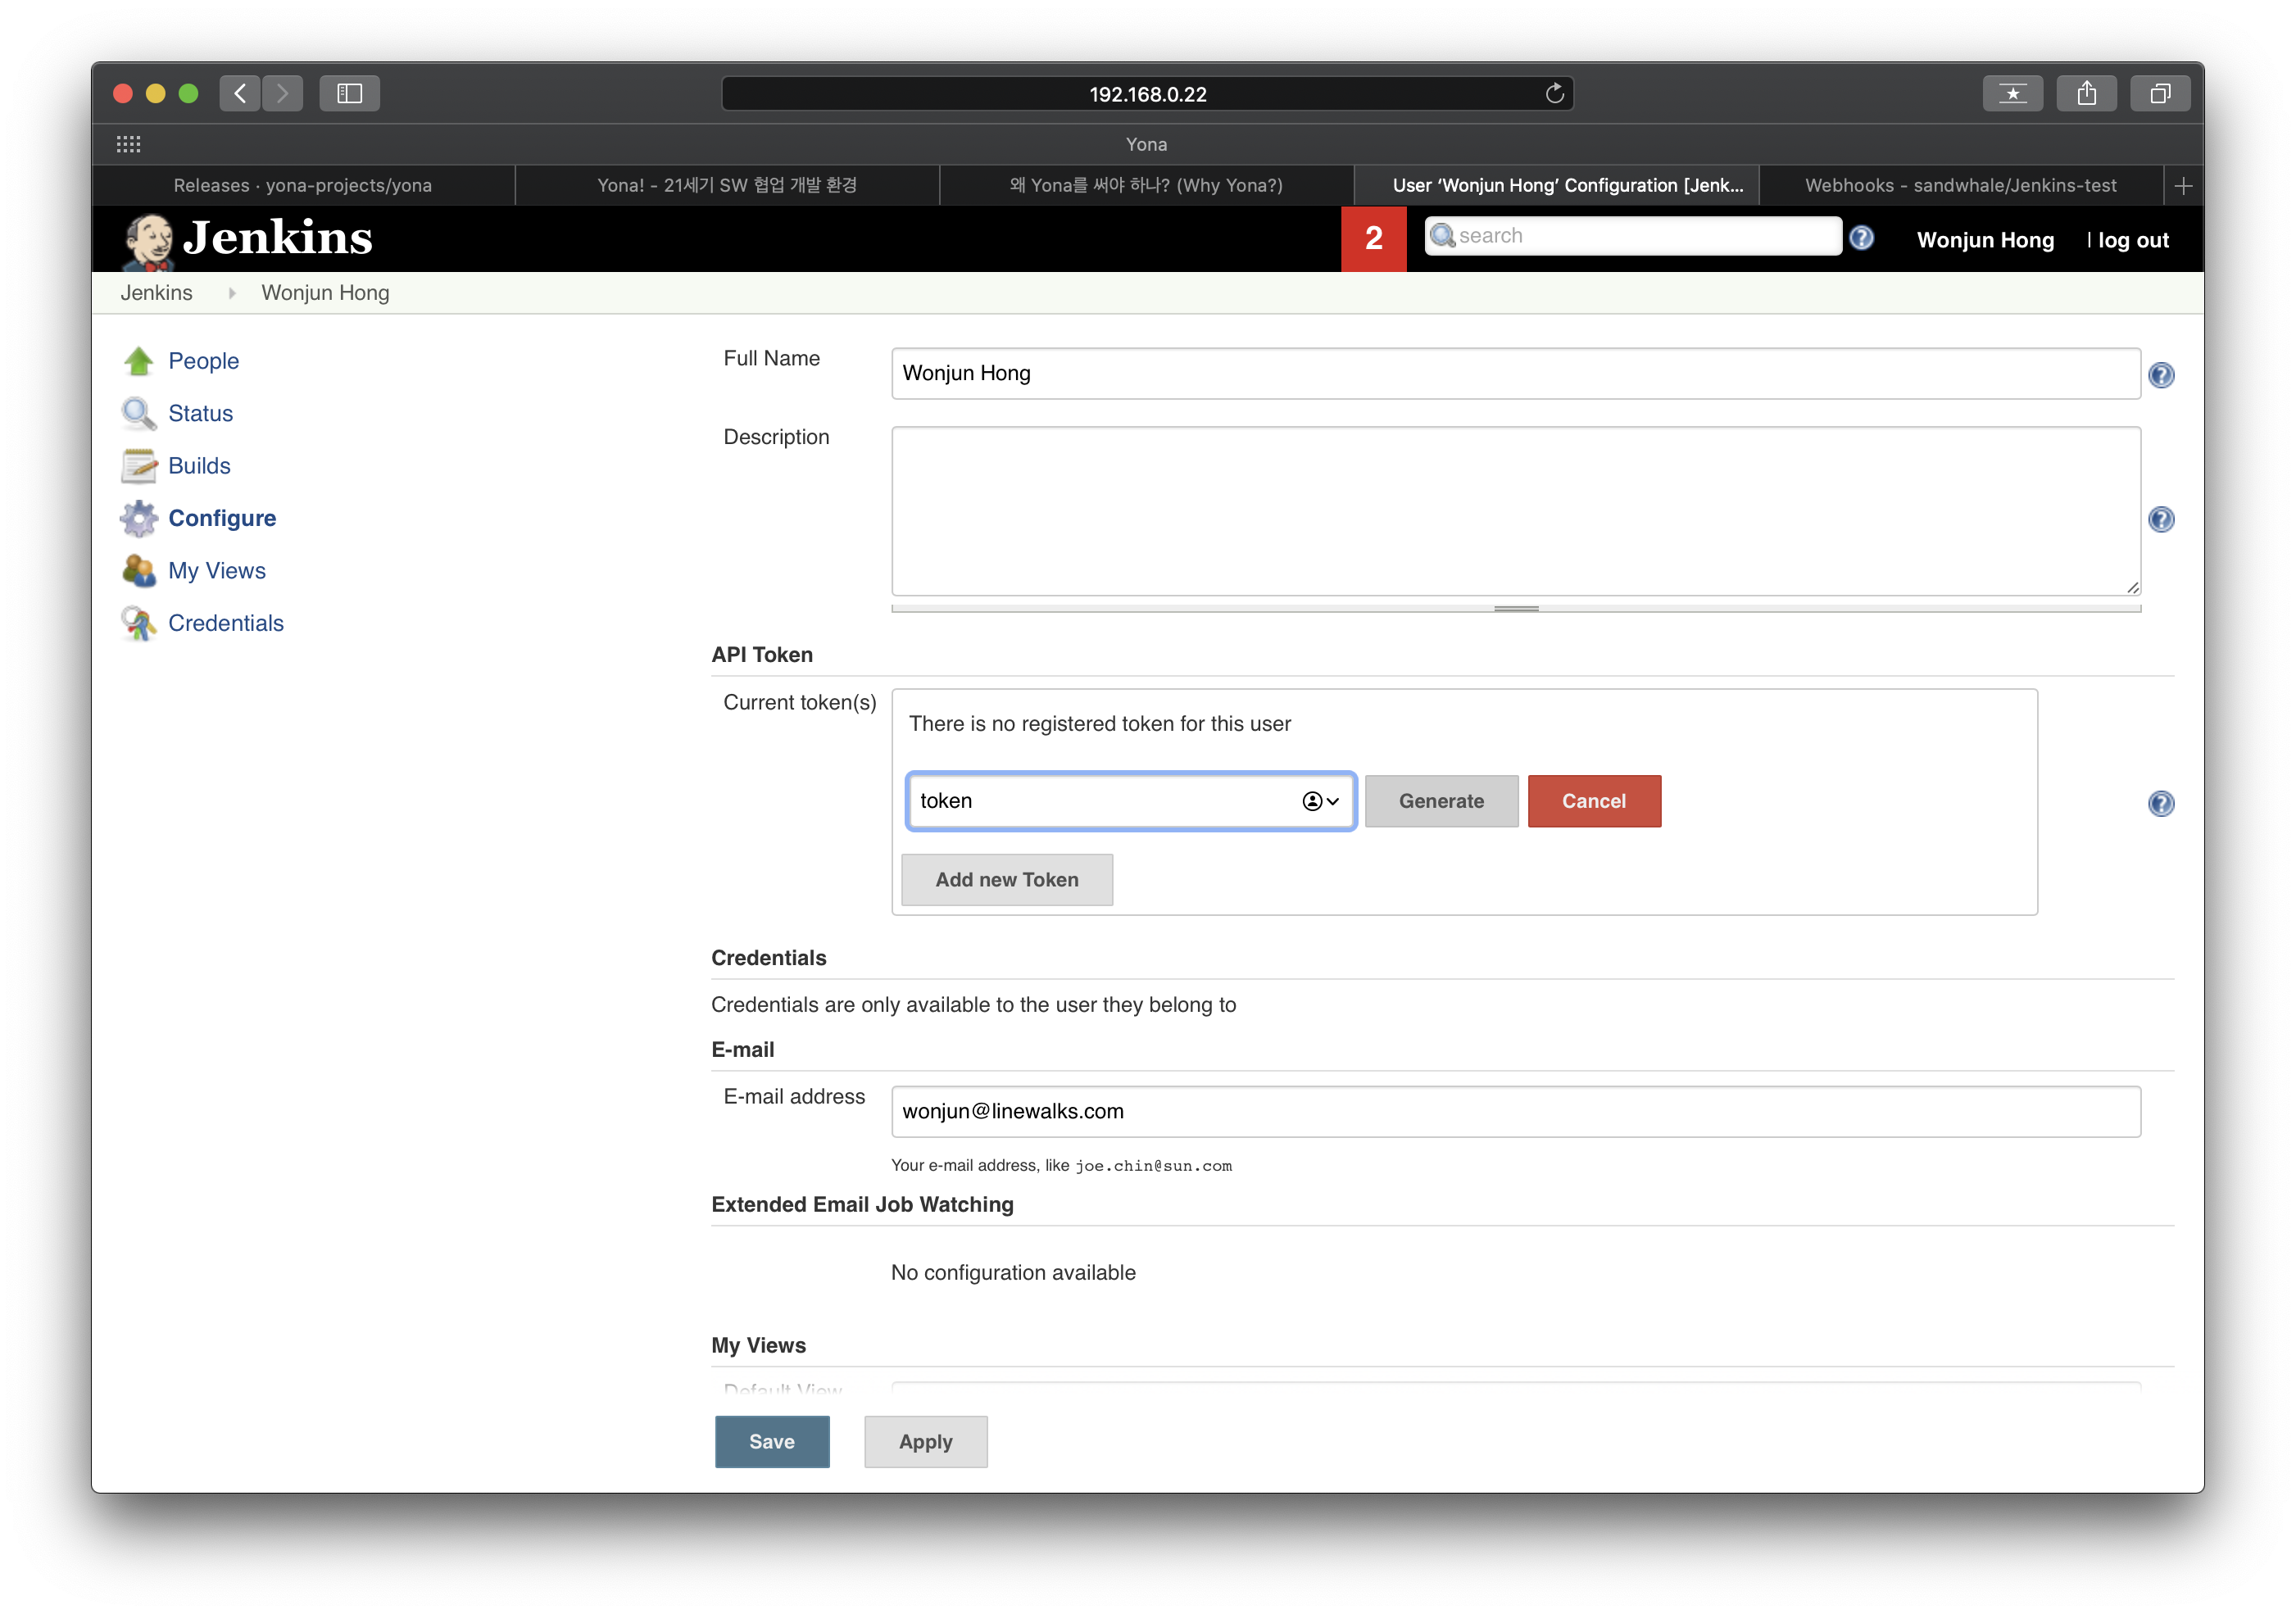 192.168.0.22
Yona
Releases · yona-projects/yona
Yona! - 21세기 SW 협업 개발 환경
왜 Yona를 써야 하나? (Why Yona?)
User ‘Wonjun Hong’ Configuration [Jenk...
Webhooks - sandwhale/Jenkins-test
Jenkins
2
search
Wonjun Hong
| log out
Jenkins
Wonjun Hong
People
Status
Builds
Configure
My Views
Credentials
Full Name
Wonjun Hong
Description
API Token
Current token(s)
There is no registered token for this user
token
Generate
Cancel
Add new Token
Credentials
Credentials are only available to the user they belong to
E-mail
E-mail address
wonjun@linewalks.com
Your e-mail address, like joe.chin@sun.com
Extended Email Job Watching
No configuration available
My Views
Default View
Save
Apply